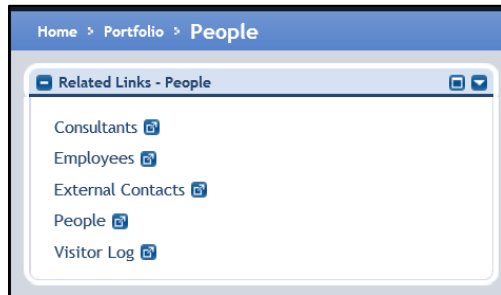 Home > Portfolio > People
Related Links - People
Consultants
Employees
External Contacts
People
Visitor Log